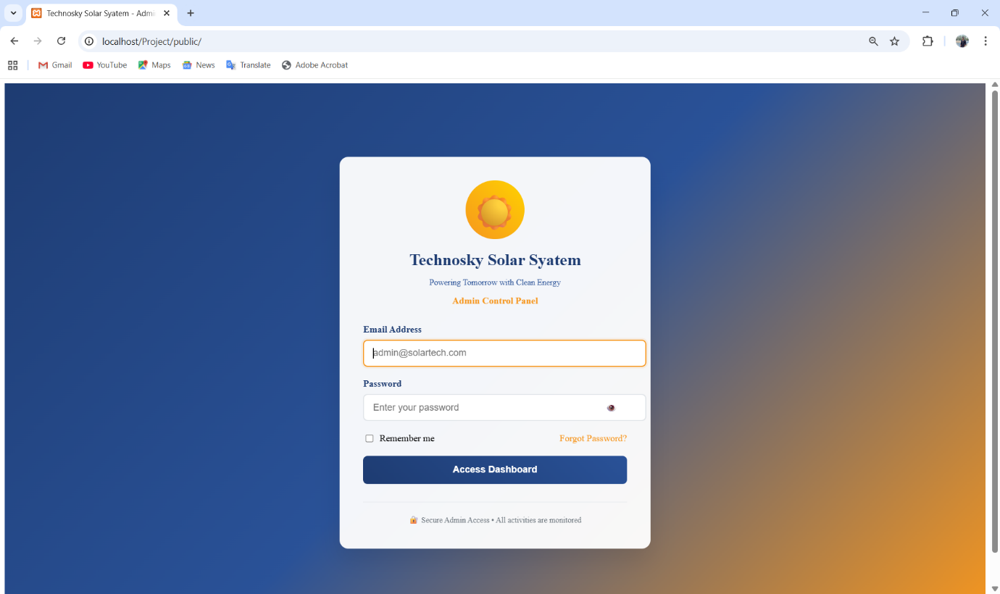 Technosky Solar Syatem - Admi
localhost/Project/public/
Gmail YouTube Maps News Translate Adobe Acrobat
Technosky Solar Syatem
Powering Tomorrow with Clean Energy
Admin Control Panel
Email Address
admin@solartech.com
Password
Enter your password
Remember me Forgot Password?
Access Dashboard
Secure Admin Access • All activities are monitored